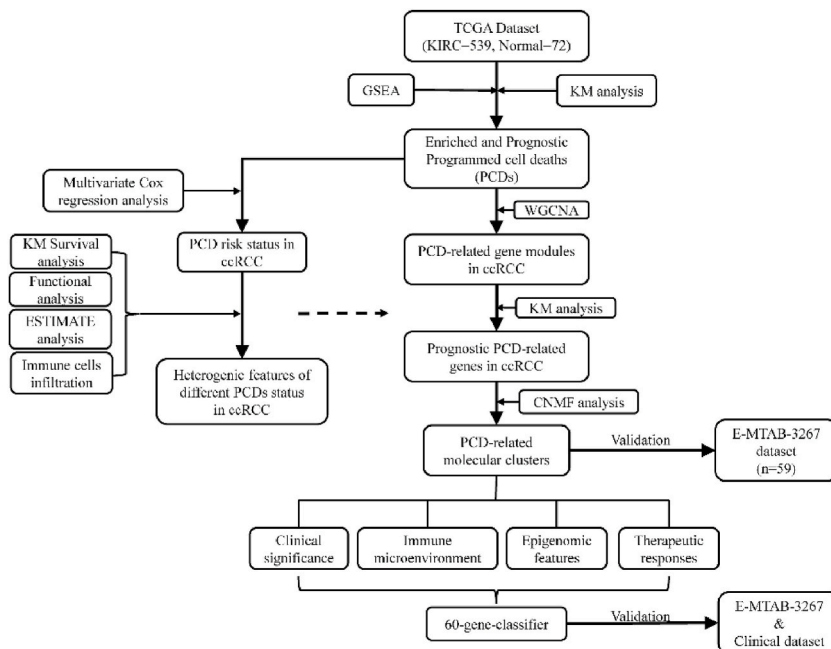 TCGA Dataset
(KIRC=539, Normal=72)
GSEA
KM analysis
Enriched and Prognostic
Programmed cell deaths
(PCDs)
Multivariate Cox
regression analysis
WGCNA
PCD risk status in
ccRCC
PCD-related gene modules
in ccRCC
KM Survival
analysis
Functional
analysis
ESTIMATE
analysis
Immune cells
infiltration
KM analysis
Prognostic PCD-related
genes in ccRCC
Heterogenic features of
different PCDs status
in ccRCC
CNMF analysis
PCD-related
molecular clusters
Validation
E-MTAB-3267
dataset
(n=59)
Clinical
significance
Immune
microenvironment
Epigenomic
features
Therapeutic
responses
60-gene-classifier
Validation
E-MTAB-3267
&
Clinical dataset